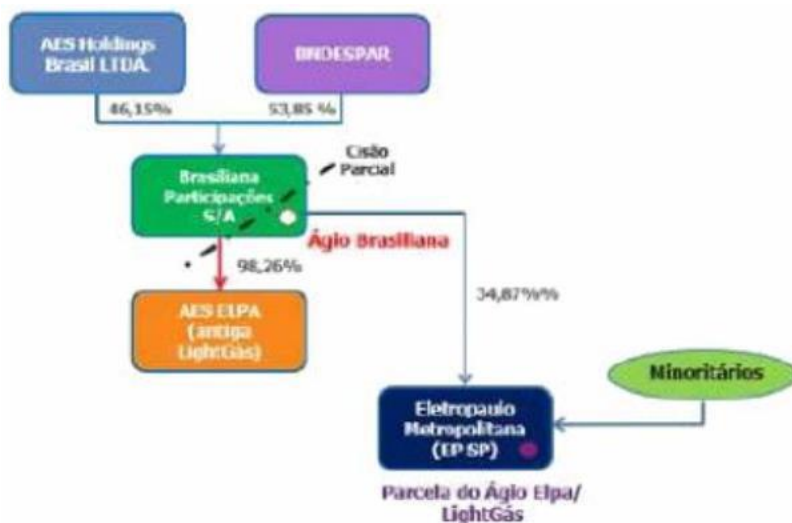 AES Holdings
Brasil LTDA.
BNDESPAR
46,15%
53,85 %
Cisão
Parcial
Brasiliana
Participações
S/A
Ágio Brasiliana
98,26%
34,87%%
AES ELPA
(antiga
LightGás)
Minoritários
Eletropaulo
Metropolitana
(EP SP)
Parcela do Ágio Elpa/
LightGás